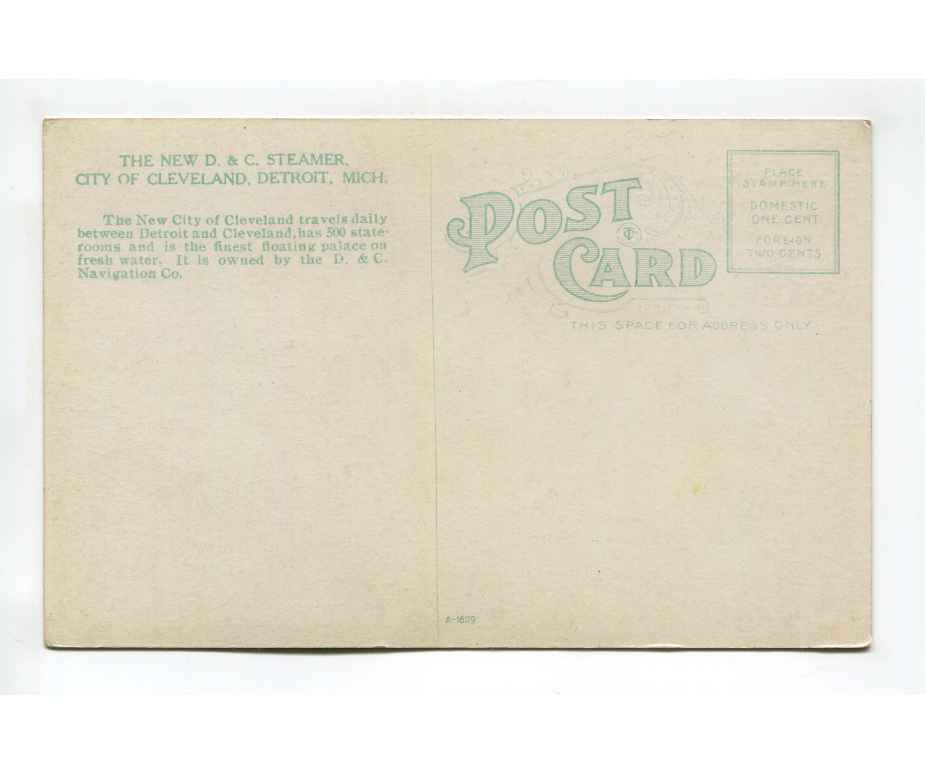 THE NEW D. & C. STEAMER,
CITY OF CLEVELAND, DETROIT, MICH.
The New City of Cleveland travels daily
between Detroit and Cleveland, has 500 state-
rooms and is the finest floating palace on
fresh water. It is owned by the D. & C.
Navigation Co.
POST
CARD
PLACE
STAMP HERE
DOMESTIC
ONE CENT
FOREIGN
TWO CENTS
THIS SPACE FOR ADDRESS ONLY